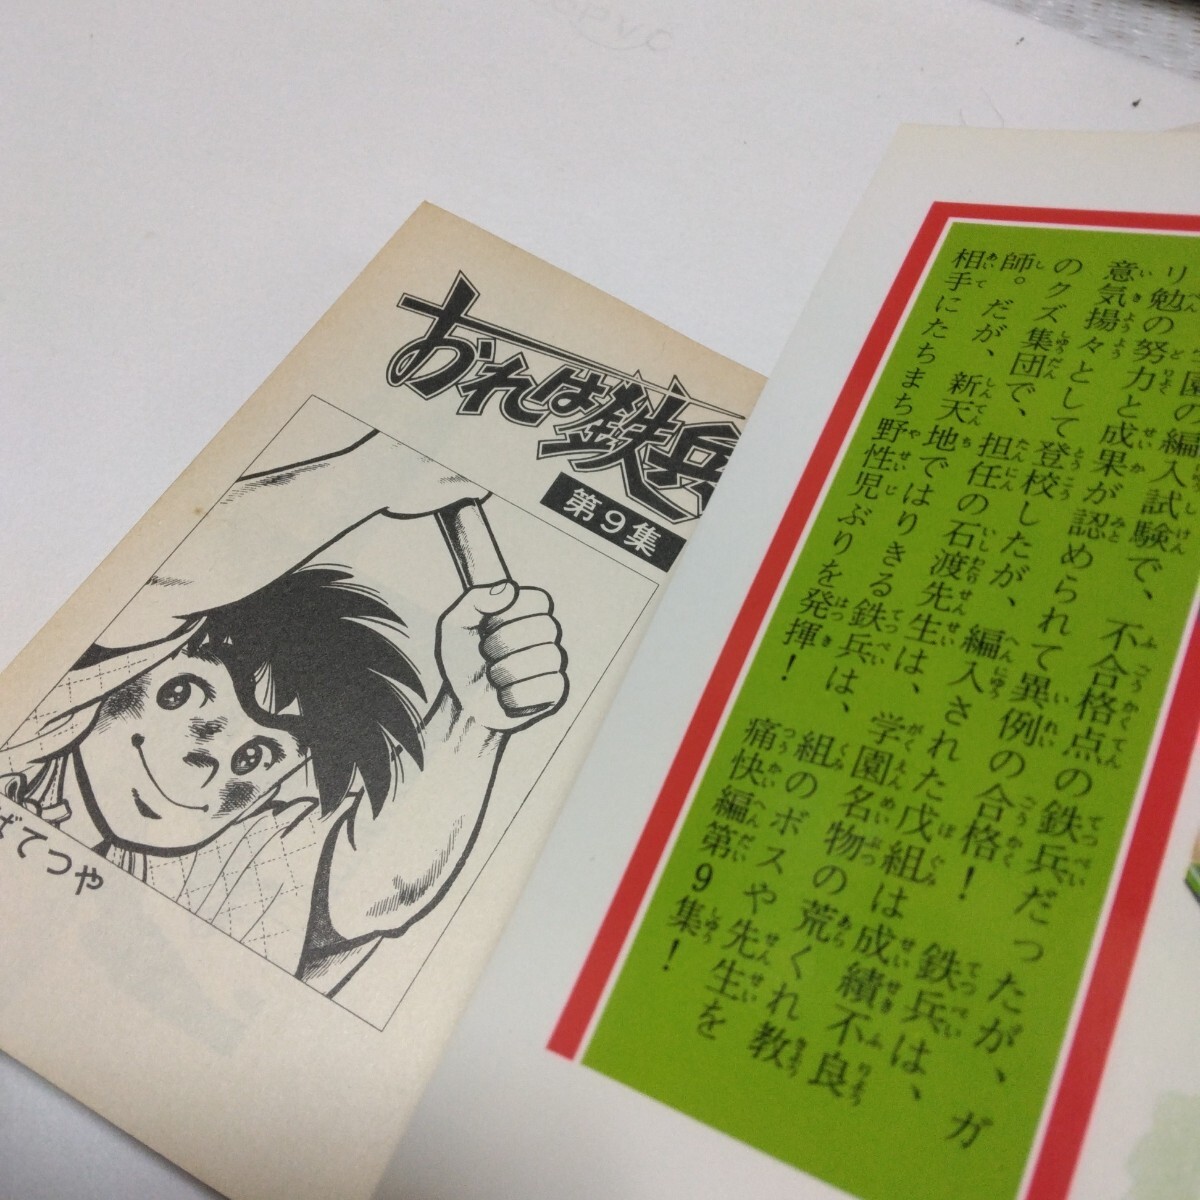 おれは鉄兵
第9集
ばてつや
園の編入試験で、不合格点の鉄兵だったが、ガ
リ勉の努力と成果が認められて異例の合格！　鉄兵は、
意気揚々として登校したが、編入された戊組は成績不良
のクズ集団で、担任の石渡先生は、学園名物の荒くれ教
師。だが、新天地ではりきる鉄兵は、組のボスや先生を
相手にたちまち野性児ぶりを発揮！　痛快編第9集！